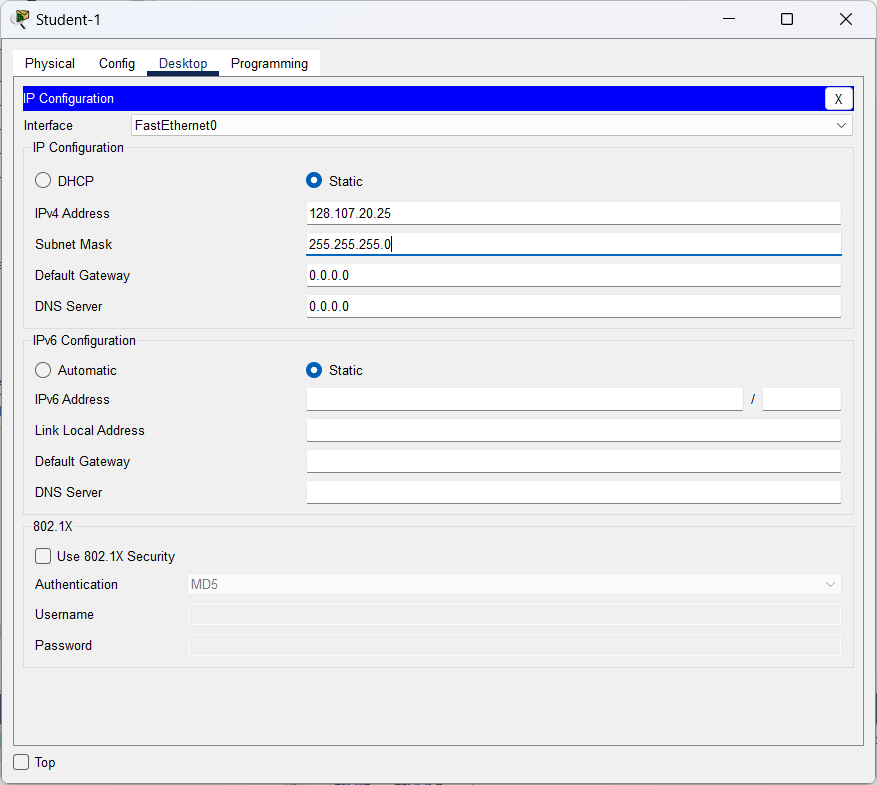 Student-1
Physical Config Desktop Programming
IP Configuration X
Interface FastEthernet0
IP Configuration
DHCP Static
IPv4 Address 128.107.20.25
Subnet Mask 255.255.255.0
Default Gateway 0.0.0.0
DNS Server 0.0.0.0
IPv6 Configuration
Automatic Static
IPv6 Address /
Link Local Address
Default Gateway
DNS Server
802.1X
Use 802.1X Security
Authentication MD5
Username
Password
Top